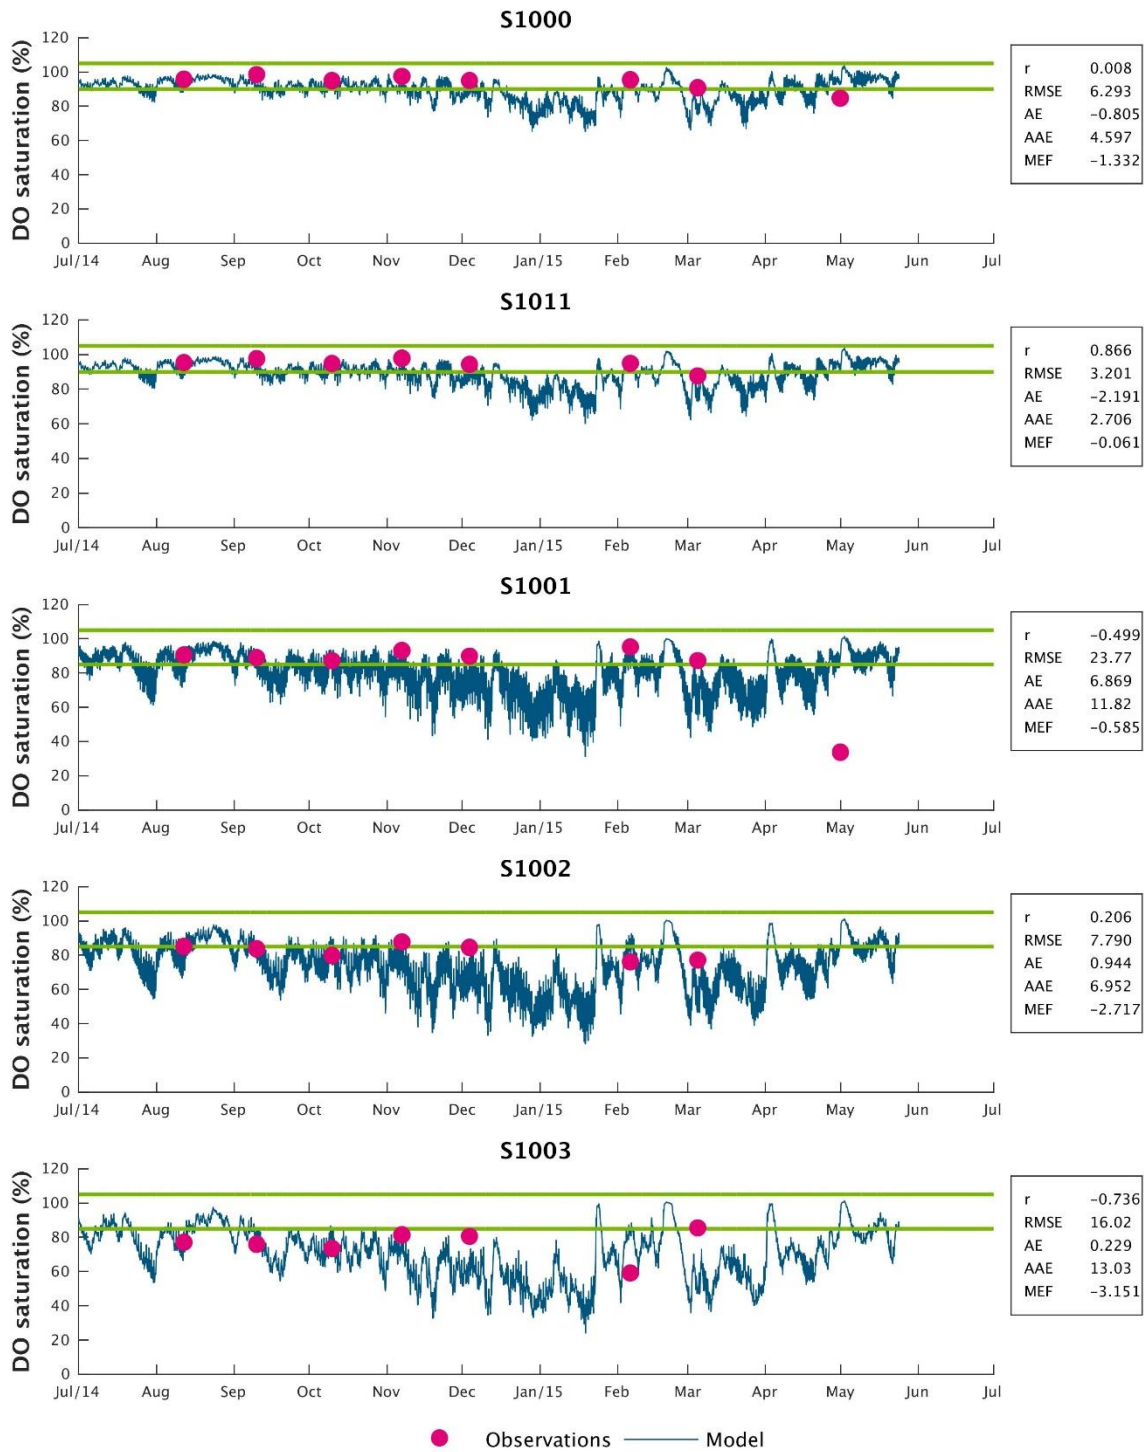 S1000
DO saturation (%)
120
100
80
60
40
20
0
Jul/14 Aug Sep Oct Nov Dec Jan/15 Feb Mar Apr May Jun Jul
r 0.008
RMSE 6.293
AE −0.805
AAE 4.597
MEF −1.332
S1011
DO saturation (%)
120
100
80
60
40
20
0
Jul/14 Aug Sep Oct Nov Dec Jan/15 Feb Mar Apr May Jun Jul
r 0.866
RMSE 3.201
AE −2.191
AAE 2.706
MEF −0.061
S1001
DO saturation (%)
120
100
80
60
40
20
0
Jul/14 Aug Sep Oct Nov Dec Jan/15 Feb Mar Apr May Jun Jul
r −0.499
RMSE 23.77
AE 6.869
AAE 11.82
MEF −0.585
S1002
DO saturation (%)
120
100
80
60
40
20
0
Jul/14 Aug Sep Oct Nov Dec Jan/15 Feb Mar Apr May Jun Jul
r 0.206
RMSE 7.790
AE 0.944
AAE 6.952
MEF −2.717
S1003
DO saturation (%)
120
100
80
60
40
20
0
Jul/14 Aug Sep Oct Nov Dec Jan/15 Feb Mar Apr May Jun Jul
r −0.736
RMSE 16.02
AE 0.229
AAE 13.03
MEF −3.151
Observations Model